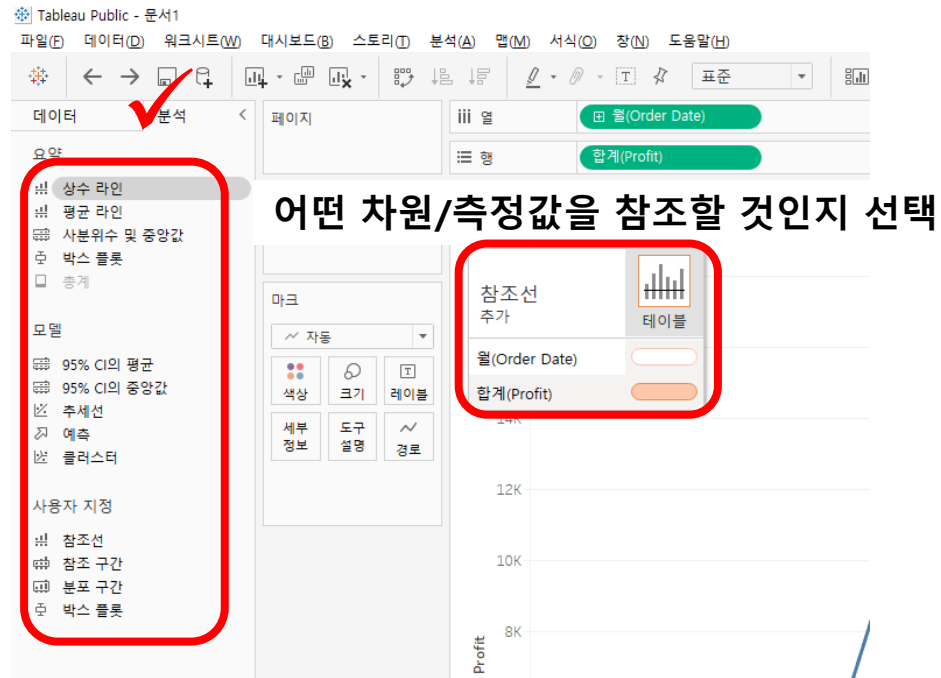 Tableau Public - 문서1
파일(F) 데이터(D) 워크시트(W) 대시보드(B) 스토리(T) 분석(A) 맵(M) 서식(O) 창(N) 도움말(H)
표준
데이터 분석
요약
상수 라인
평균 라인
사분위수 및 중앙값
박스 플롯
총계
모델
95% CI의 평균
95% CI의 중앙값
추세선
예측
클러스터
사용자 지정
참조선
참조 구간
분포 구간
박스 플롯
페이지
마크
자동
색상 크기 레이블
세부 정보 도구 설명 경로
열 월(Order Date)
행 합계(Profit)
어떤 차원/측정값을 참조할 것인지 선택
참조선
추가
테이블
월(Order Date)
합계(Profit)
14K
12K
10K
8K
Profit